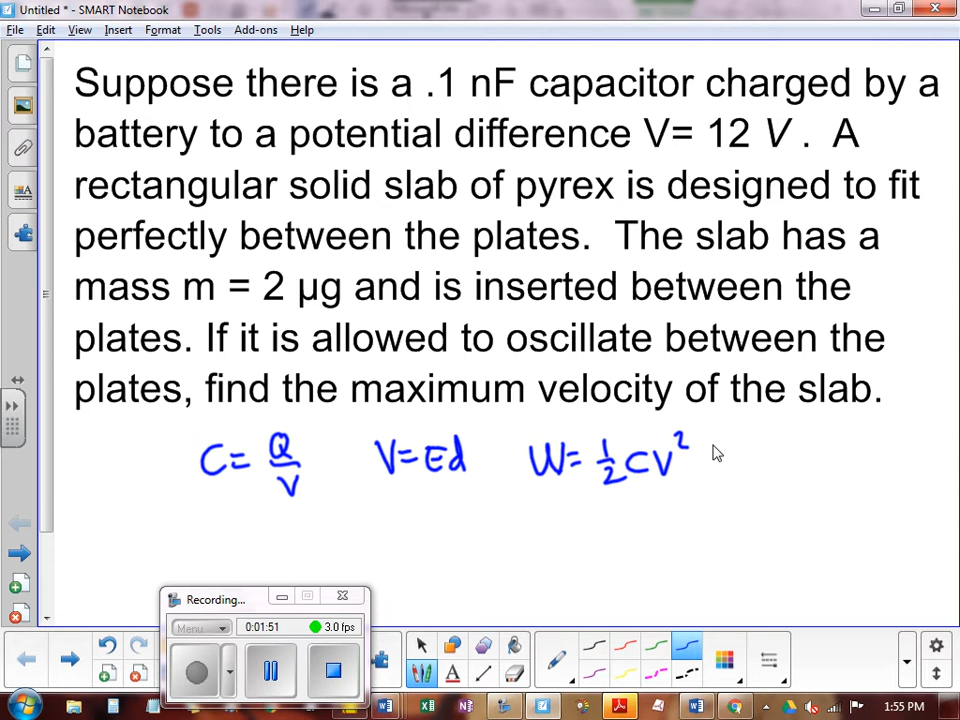 Untitled * - SMART Notebook
File Edit View Insert Format Tools Add-ons Help
Suppose there is a .1 nF capacitor charged by a
battery to a potential difference V= 12 V . A
rectangular solid slab of pyrex is designed to fit
perfectly between the plates. The slab has a
mass m = 2 μg and is inserted between the
plates. If it is allowed to oscillate between the
plates, find the maximum velocity of the slab.
C= Q/V V=Ed W= 1/2 CV²
Recording...
Menu 0:01:51 3.0 fps
1:55 PM